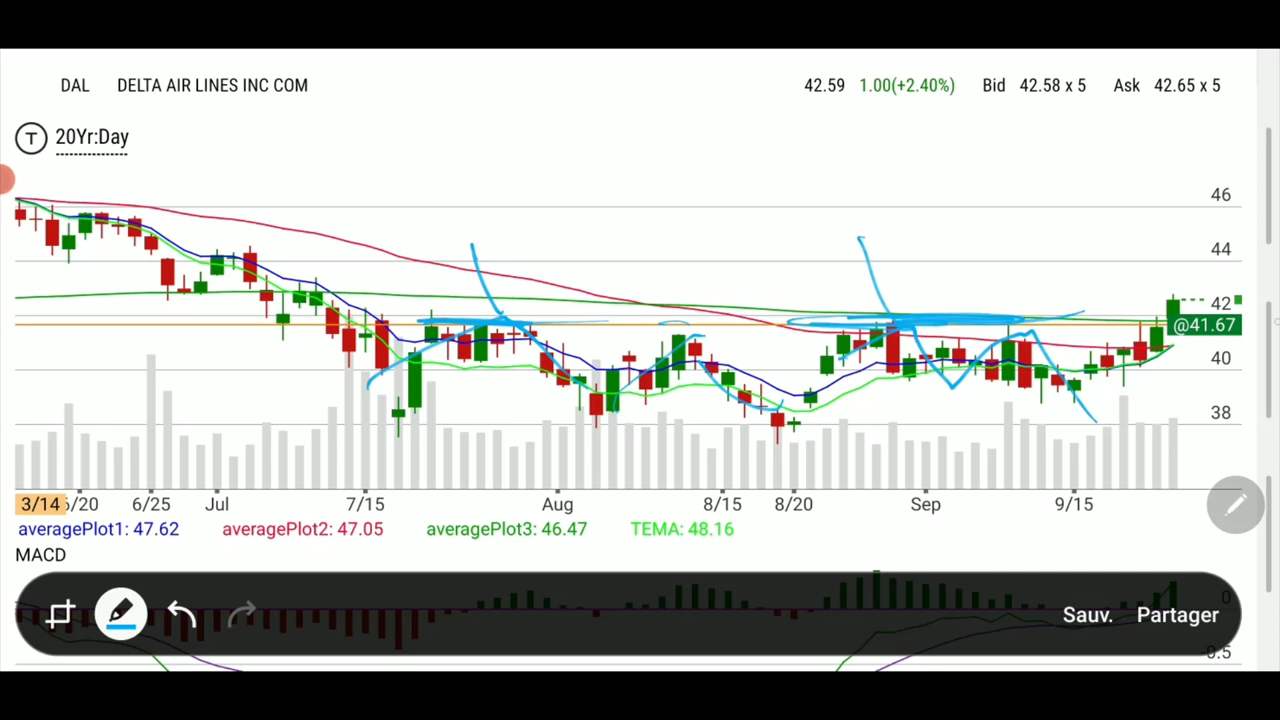 DAL DELTA AIR LINES INC COM 42.59 1.00(+2.40%) Bid 42.58 x 5 Ask 42.65 x 5
T 20Yr:Day
46
44
42
@41.67
40
38
3/14 6/20 6/25 Jul 7/15 Aug 8/15 8/20 Sep 9/15
averagePlot1: 47.62 averagePlot2: 47.05 averagePlot3: 46.47 TEMA: 48.16
MACD
0
Sauv. Partager
-0.5